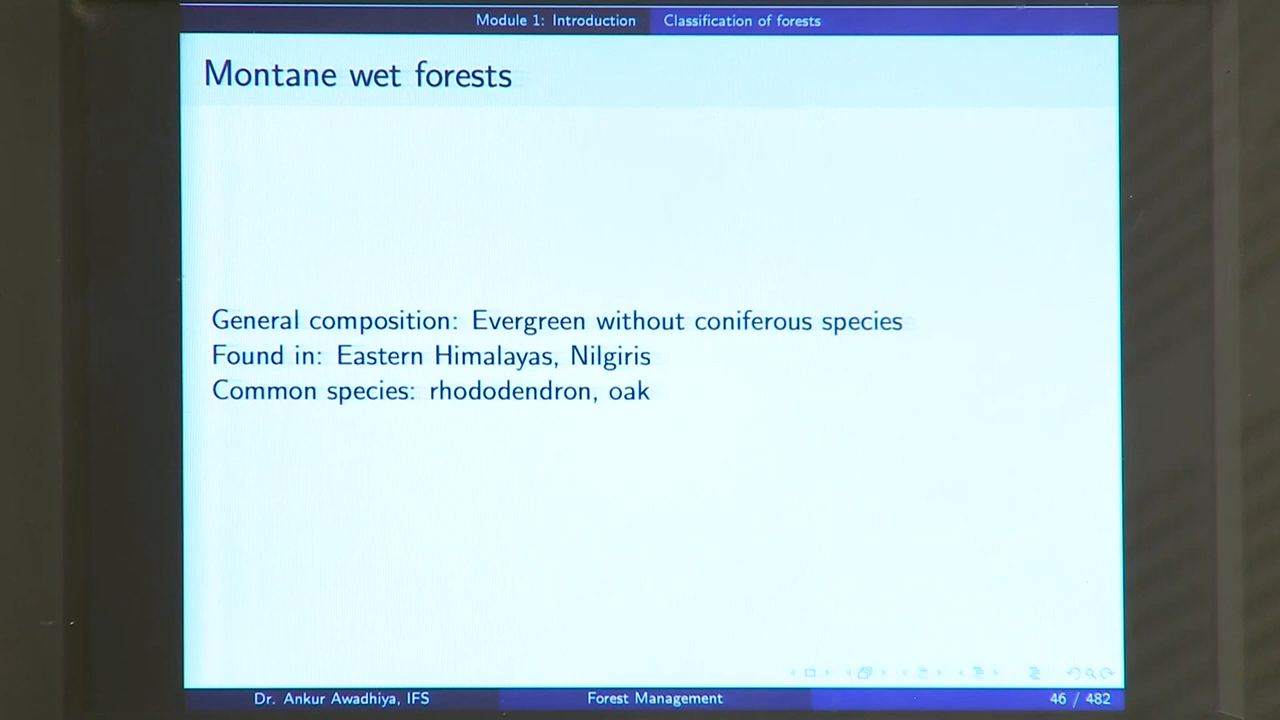 Module 1: Introduction Classification of forests
Montane wet forests
General composition: Evergreen without coniferous species
Found in: Eastern Himalayas, Nilgiris
Common species: rhododendron, oak
Dr. Ankur Awadhiya, IFS Forest Management 46 / 482